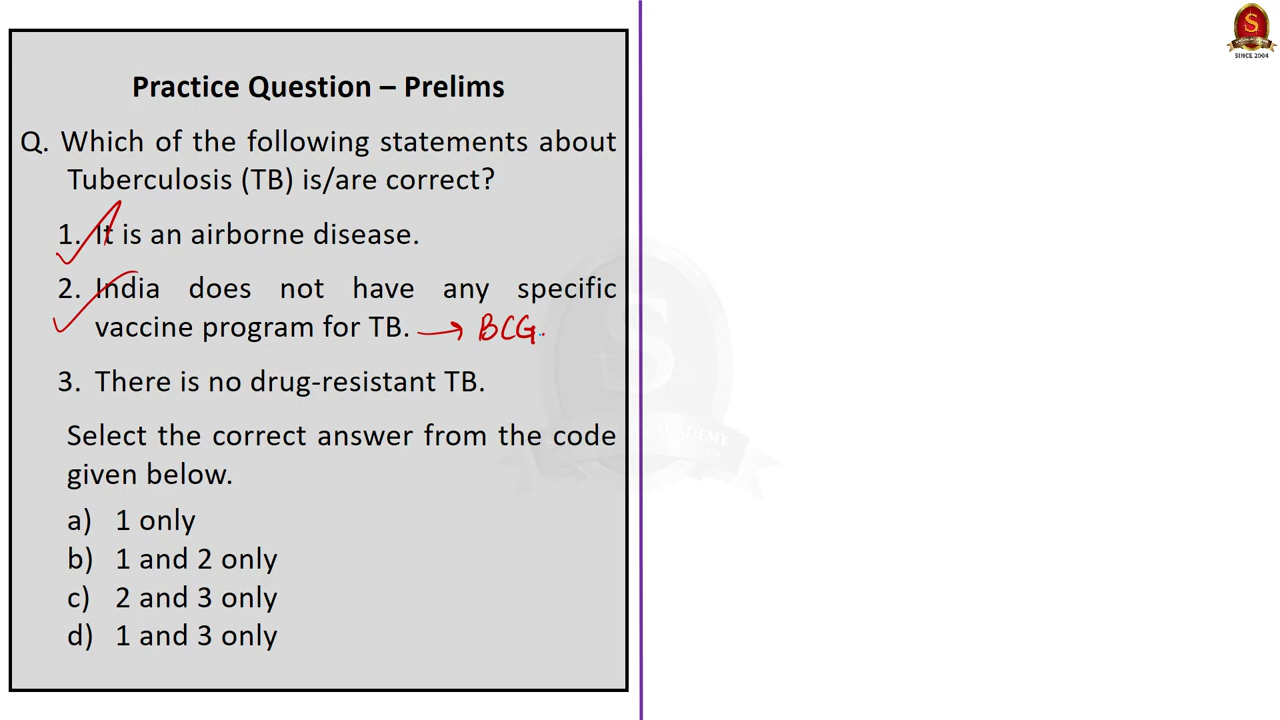 Practice Question – Prelims
Q. Which of the following statements about
Tuberculosis (TB) is/are correct?
1. It is an airborne disease.
2. India does not have any specific
vaccine program for TB. → BCG.
3. There is no drug-resistant TB.
Select the correct answer from the code
given below.
a) 1 only
b) 1 and 2 only
c) 2 and 3 only
d) 1 and 3 only
S
SINCE 2004
S
ACADEMY